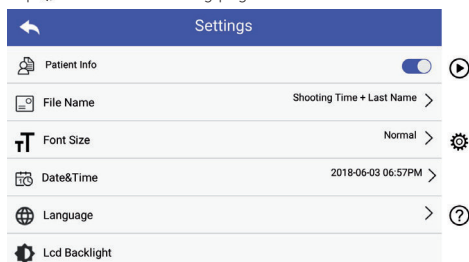 Settings
Patient Info
File Name Shooting Time + Last Name
Font Size Normal
Date&Time 2018-06-03 06:57PM
Language
Lcd Backlight